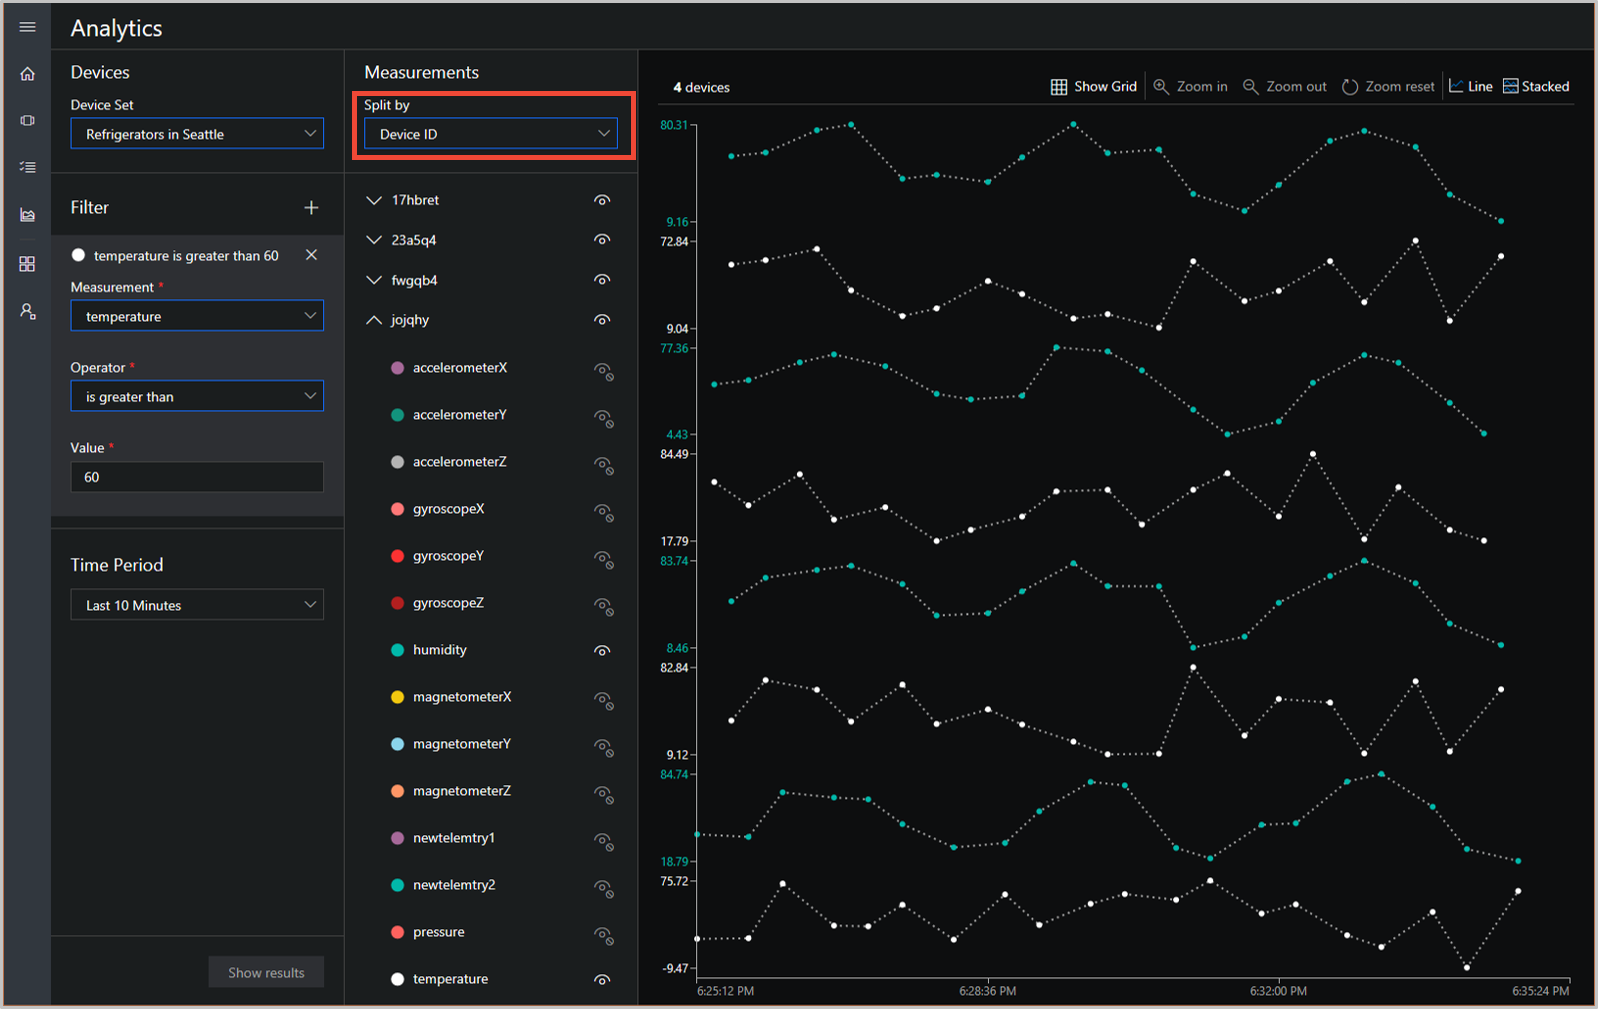 Analytics
Devices
Device Set
Refrigerators in Seattle
Filter
temperature is greater than 60
Measurement *
temperature
Operator *
is greater than
Value *
60
Time Period
Last 10 Minutes
Show results
Measurements
Split by
Device ID
17hbret
23a5q4
fwgqb4
jojqhy
accelerometerX
accelerometerY
accelerometerZ
gyroscopeX
gyroscopeY
gyroscopeZ
humidity
magnetometerX
magnetometerY
magnetometerZ
newtelemtry1
newtelemtry2
pressure
temperature
4 devices
Show Grid
Zoom in
Zoom out
Zoom reset
Line
Stacked
80.31
9.16
72.84
9.04
77.36
4.43
84.49
17.79
83.74
8.46
82.84
9.12
84.74
18.79
75.72
-9.47
6:25:12 PM
6:28:36 PM
6:32:00 PM
6:35:24 PM